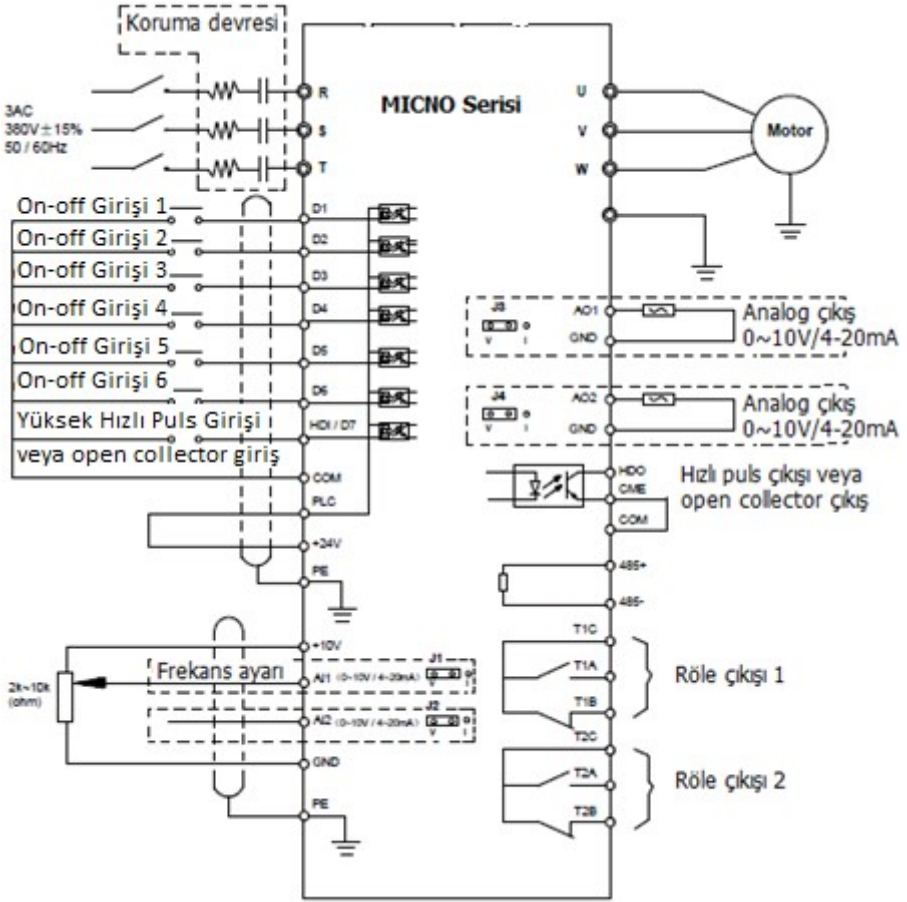 Koruma devresi
MICNO Serisi
3AC
380V±15%
50 / 60Hz
R
S
T
U
V
W
Motor
On-off Girişi 1
On-off Girişi 2
On-off Girişi 3
On-off Girişi 4
On-off Girişi 5
On-off Girişi 6
Yüksek Hızlı Puls Girişi
veya open collector giriş
D1
D2
D3
D4
D5
D6
HDI / D7
COM
PLC
+24V
PE
J3
V I
AO1
GND
Analog çıkış
0~10V/4-20mA
J4
V I
AO2
GND
Analog çıkış
0~10V/4-20mA
HDO
CME
COM
Hızlı puls çıkışı veya
open collector çıkış
485+
485-
2k~10k
(ohm)
+10V
Frekans ayarı
AI1 (0~10V / 4~20mA)
J1
V I
AI2 (0~10V / 4~20mA)
J2
V I
GND
PE
T1C
T1A
T1B
Röle çıkışı 1
T2C
T2A
T2B
Röle çıkışı 2